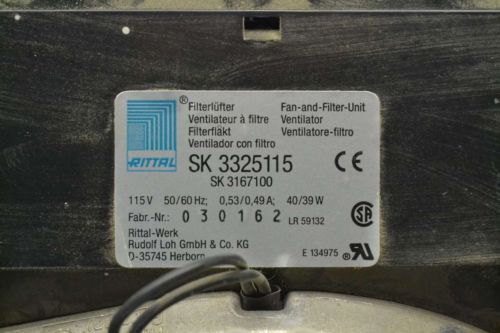 ® Filterlüfter Fan-and-Filter-Unit
Ventilateur à filtre Ventilator
Filterfläkt Ventilatore-filtro
Ventilador con filtro
RITTAL
SK 3325115 CE
SK 3167100
115 V 50/60 Hz; 0,53/0,49 A; 40/39 W
Fabr.-Nr.: 030162 LR 59132
Rittal-Werk
Rudolf Loh GmbH & Co. KG
D-35745 Herborn E 134975